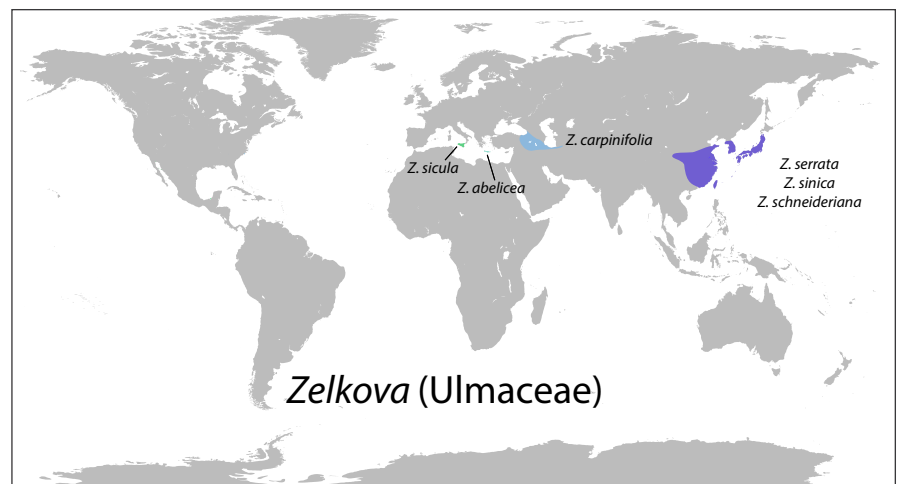 Z. carpinifolia
Z. sicula
Z. abelicea
Z. serrata
Z. sinica
Z. schneideriana
Zelkova (Ulmaceae)